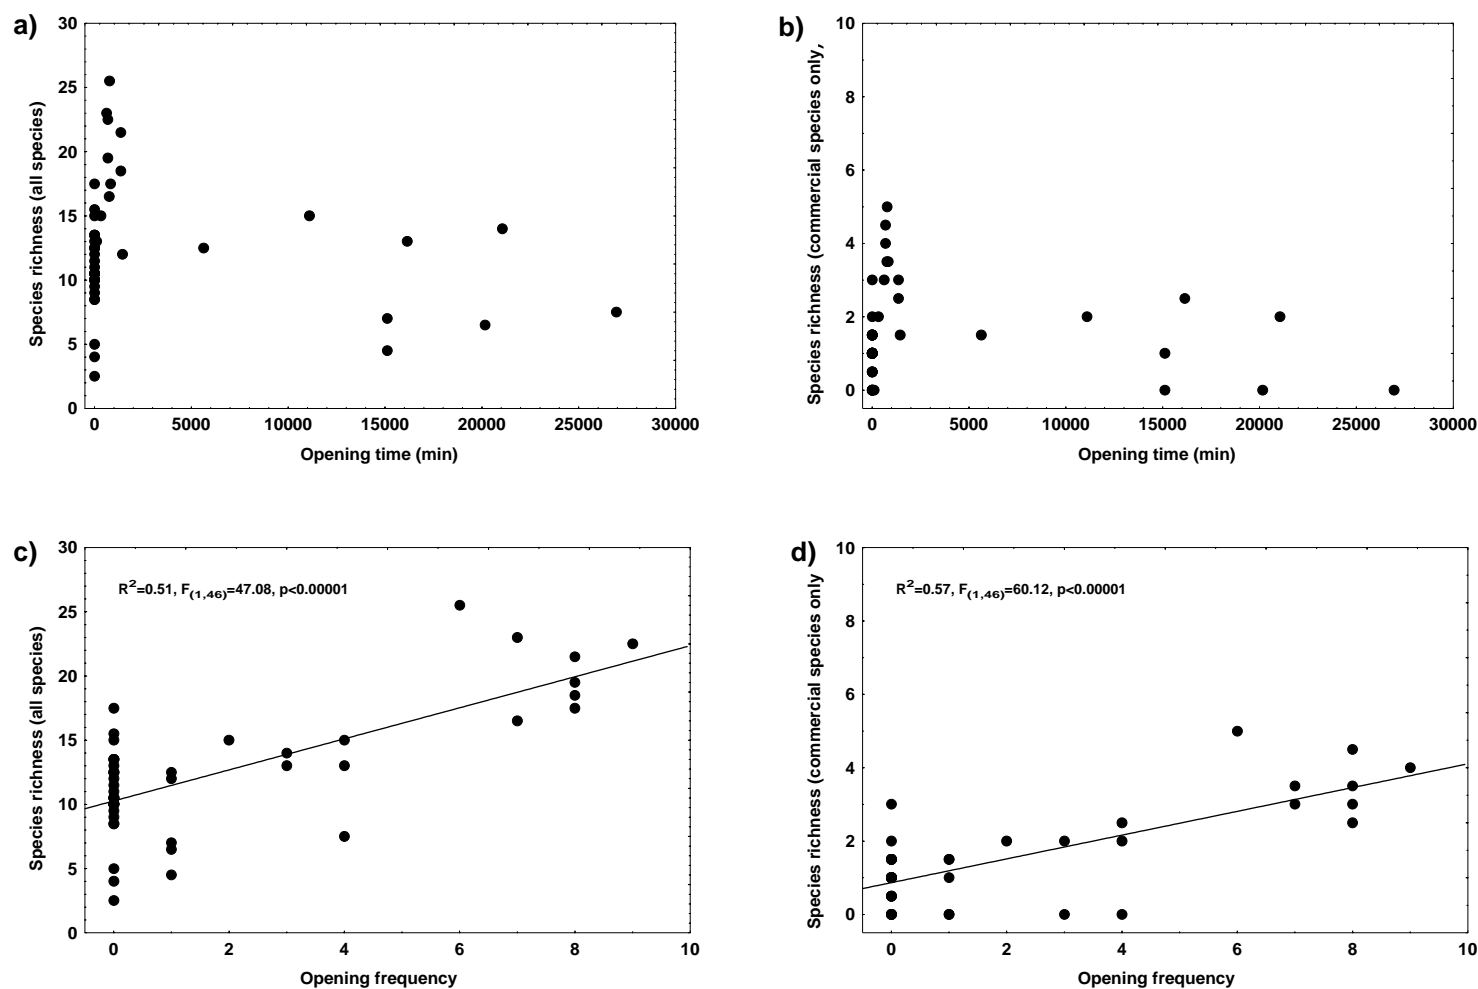 a)
30
25
20
15
10
5
0
Species richness (all species)
0 5000 10000 15000 20000 25000 30000
Opening time (min)
b)
10
8
6
4
2
0
Species richness (commercial species only,
0 5000 10000 15000 20000 25000 30000
Opening time (min)
c)
R²=0.51, F(1,46)=47.08, p<0.00001
30
25
20
15
10
5
0
Species richness (all species)
0 2 4 6 8 10
Opening frequency
d)
R²=0.57, F(1,46)=60.12, p<0.00001
10
8
6
4
2
0
Species richness (commercial species only
0 2 4 6 8 10
Opening frequency